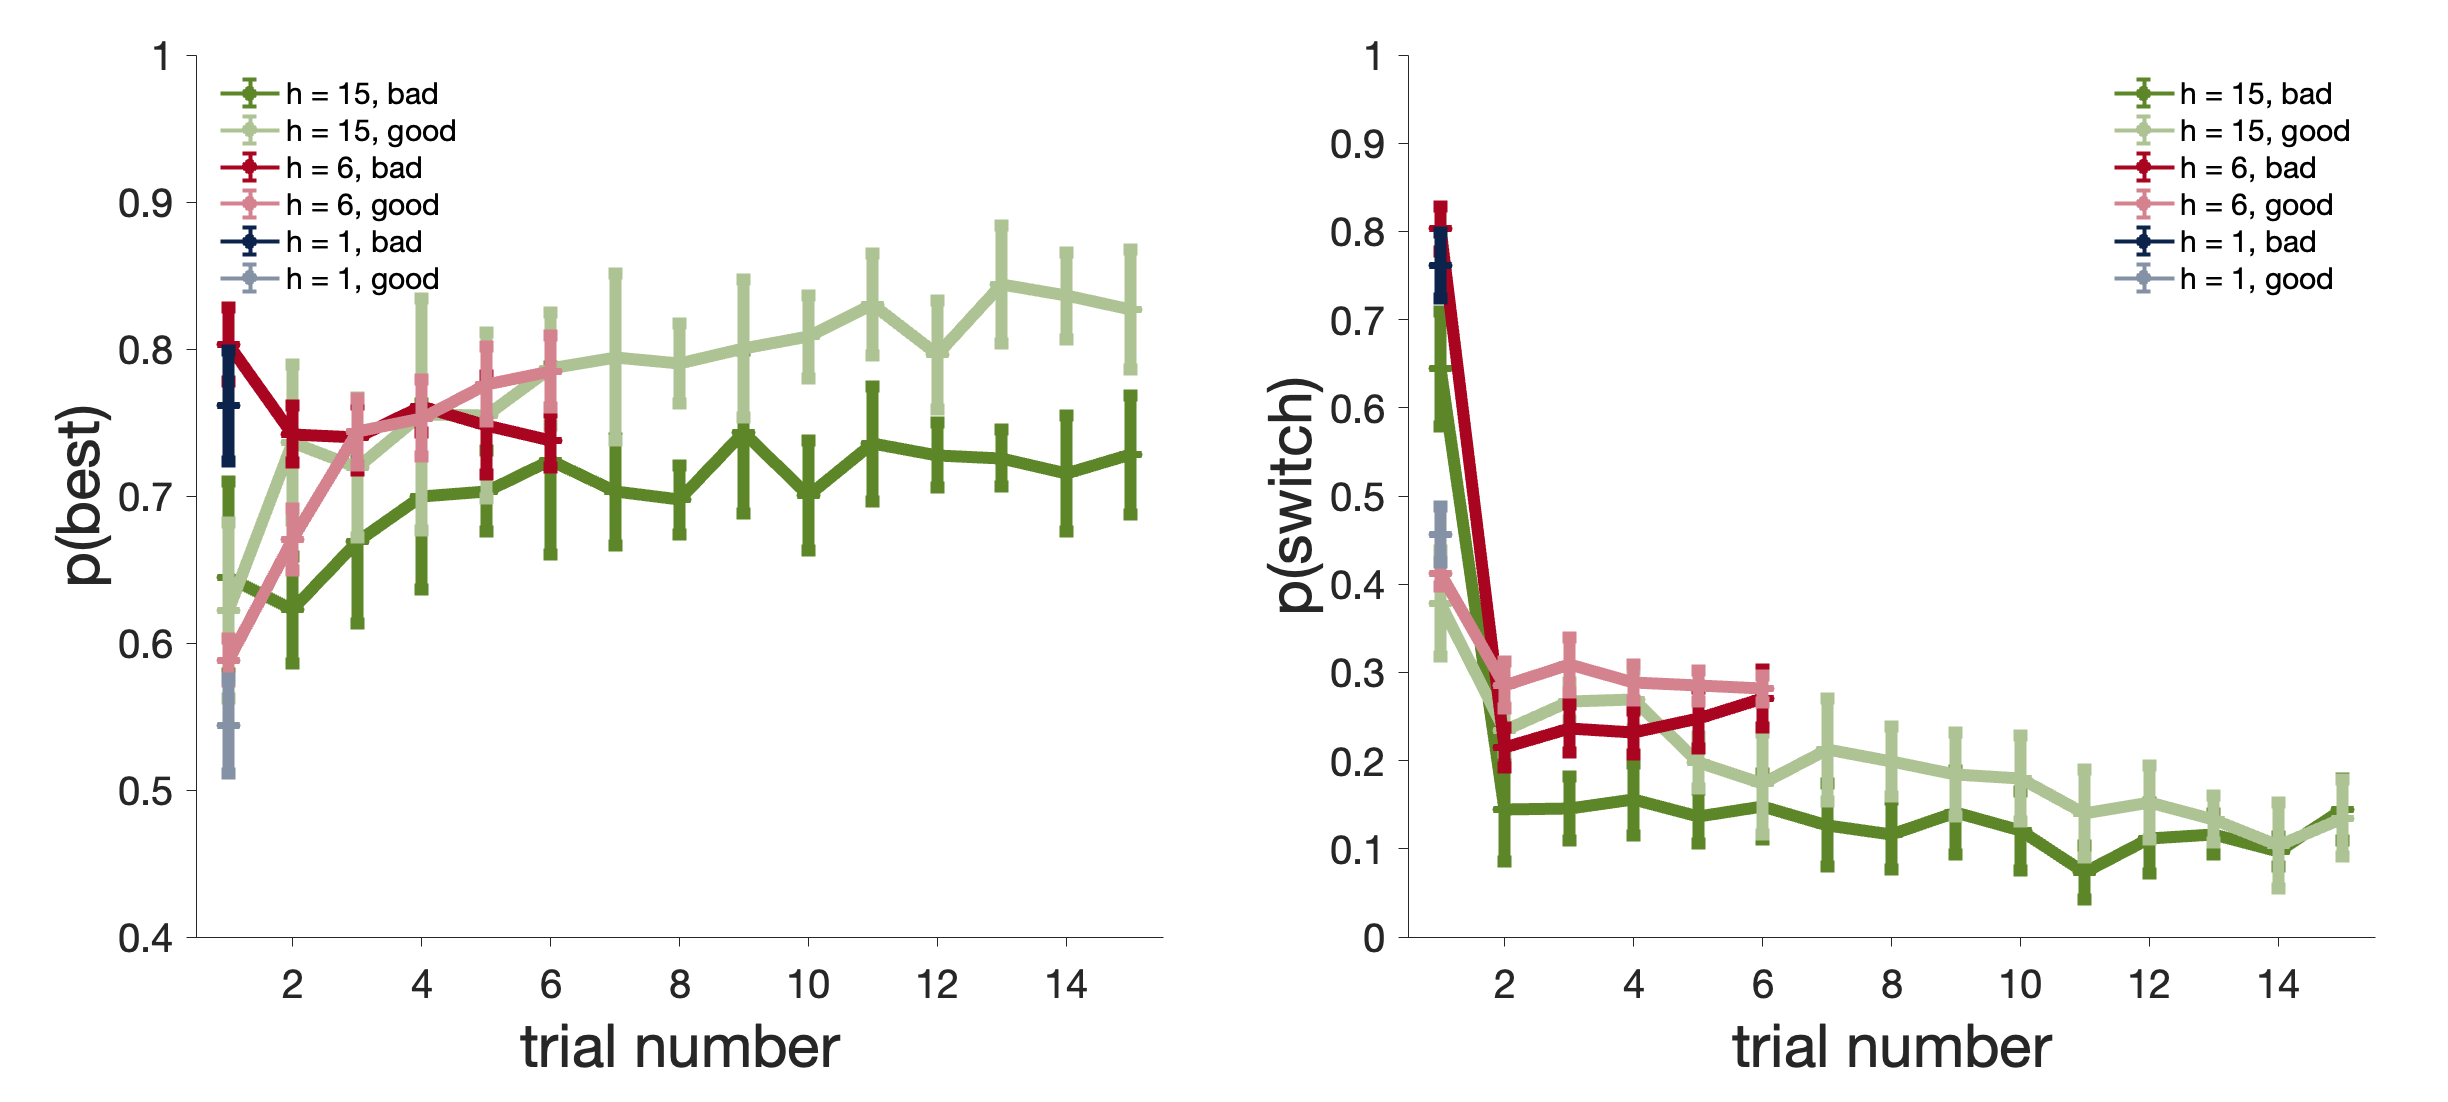 p(best)
1
0.9
0.8
0.7
0.6
0.5
0.4
h = 15, bad
h = 15, good
h = 6, bad
h = 6, good
h = 1, bad
h = 1, good
2 4 6 8 10 12 14
trial number
p(switch)
1
0.9
0.8
0.7
0.6
0.5
0.4
0.3
0.2
0.1
0
h = 15, bad
h = 15, good
h = 6, bad
h = 6, good
h = 1, bad
h = 1, good
2 4 6 8 10 12 14
trial number